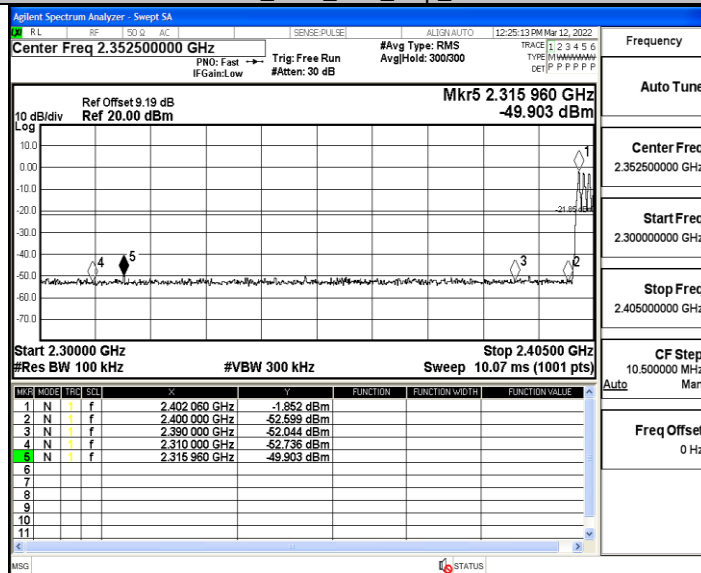 Agilent Spectrum Analyzer - Swept SA
RL RF 50 Ω AC SENSE:PULSE ALIGN AUTO 12:25:13 PM Mar 12, 2022
Center Freq 2.352500000 GHz
PNO: Fast
IFGain:Low
Trig: Free Run
#Atten: 30 dB
#Avg Type: RMS
Avg|Hold: 300/300
TRACE 1 2 3 4 5 6
TYPE M WWWWW
DET P P P P P P
Mkr5 2.315 960 GHz
-49.903 dBm
Ref Offset 9.19 dB
10 dB/div Ref 20.00 dBm
Log
10.0
0.00
-10.0
-20.0
-30.0
-40.0
-50.0
-60.0
-70.0
1
-21.85 dBm
4 5 3 2
Start 2.30000 GHz Stop 2.40500 GHz
#Res BW 100 kHz #VBW 300 kHz Sweep 10.07 ms (1001 pts)
MKR MODE TRC SCL X Y FUNCTION FUNCTION WIDTH FUNCTION VALUE
1 N 1 f 2.402 060 GHz -1.852 dBm
2 N 1 f 2.400 000 GHz -52.599 dBm
3 N 1 f 2.390 000 GHz -52.044 dBm
4 N 1 f 2.310 000 GHz -52.736 dBm
5 N 1 f 2.315 960 GHz -49.903 dBm
6
7
8
9
10
11
MSG STATUS
Frequency
Auto Tune
Center Freq
2.352500000 GHz
Start Freq
2.300000000 GHz
Stop Freq
2.405000000 GHz
CF Step
10.500000 MHz
Auto Man
Freq Offset
0 Hz